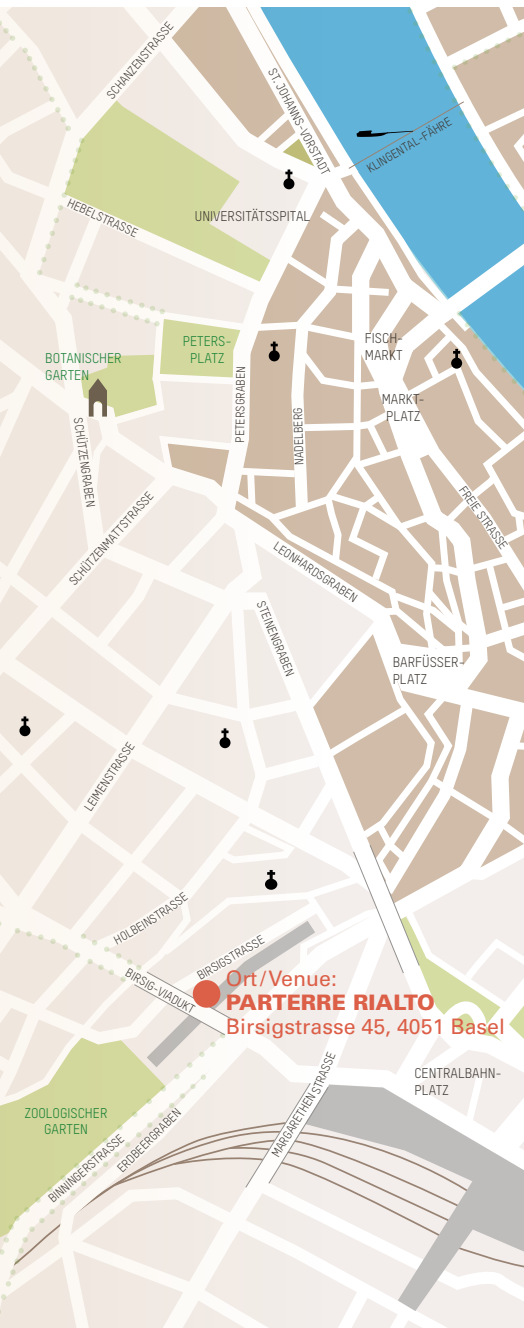 SCHANZENSTRASSE
ST. JOHANNS-VORSTADT
KLINGENTAL-FÄHRE
HEBELSTRASSE
UNIVERSITÄTSSPITAL
PETERS-
PLATZ
FISCH-
MARKT
BOTANISCHER
GARTEN
PETERSGRABEN
MARKT-
PLATZ
NADELBERG
SCHÜTZENGRABEN
SCHÜTZENMATTSTRASSE
FREIE STRASSE
LEONHARDSGRABEN
STEINENGRABEN
BARFÜSSER-
PLATZ
LEIMENSTRASSE
HOLBEINSTRASSE
BIRSIGSTRASSE
BIRSIG-VIADUKT
Ort/Venue:
PARTERRE RIALTO
Birsigstrasse 45, 4051 Basel
CENTRALBAHN-
PLATZ
MARGARETHENSTRASSE
ZOOLOGISCHER
GARTEN
ERDBEERGRABEN
BINNINGERSTRASSE